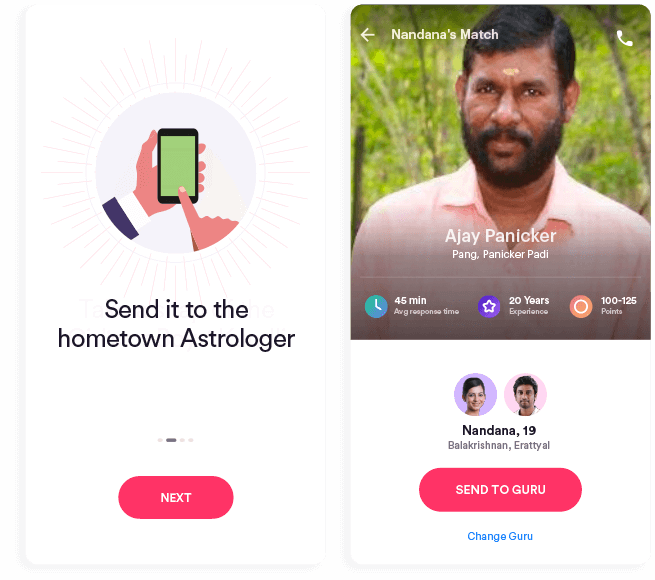 Send it to the
hometown Astrologer
NEXT
Nandana's Match
Ajay Panicker
Pang, Panicker Padi
45 min
Avg response time
20 Years
Experience
100-125
Points
Nandana, 19
Balakrishnan, Erattyal
SEND TO GURU
Change Guru